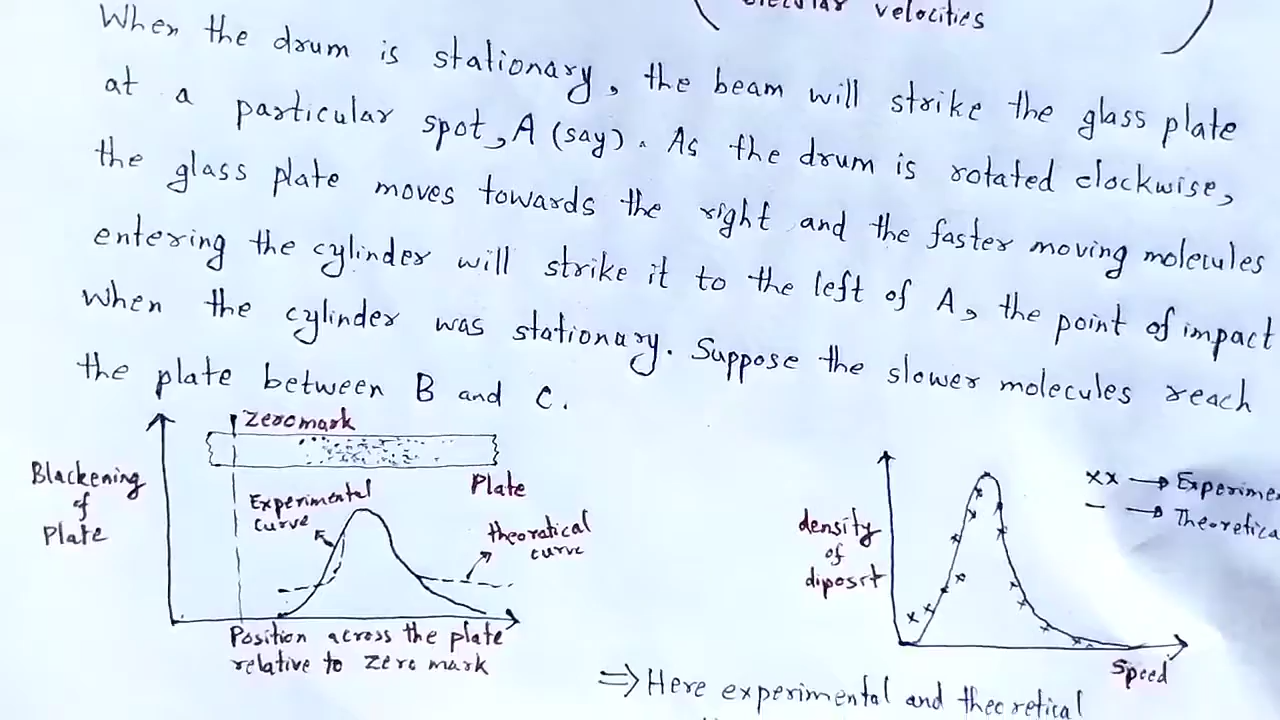 velocities
When the drum is stationary, the beam will strike the glass plate
at a particular spot, A (say). As the drum is rotated clockwise,
the glass plate moves towards the right and the faster moving molecules
entering the cylinder will strike it to the left of A, the point of impact
when the cylinder was stationary. Suppose the slower molecules reach
the plate between B and C.
Zero mark
Blackening
of
Plate
Plate
Experimental
curve
theoratical
curve
Position across the plate
relative to zero mark
density
of
diposit
xx → Experime
— → Theoretica
Speed
⇒ Here experimental and theoretical